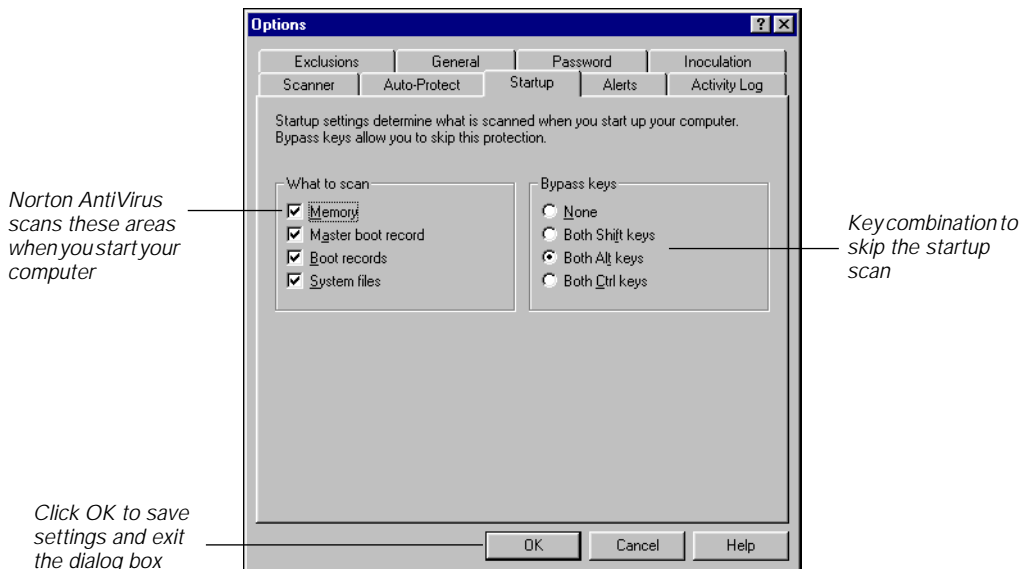 Options
Exclusions General Password Inoculation
Scanner Auto-Protect Startup Alerts Activity Log
Startup settings determine what is scanned when you start up your computer.
Bypass keys allow you to skip this protection.
What to scan
Memory
Master boot record
Boot records
System files
Bypass keys
None
Both Shift keys
Both Alt keys
Both Ctrl keys
Norton AntiVirus
scans these areas
when you start your
computer
Key combination to
skip the startup
scan
Click OK to save
settings and exit
the dialog box
OK Cancel Help